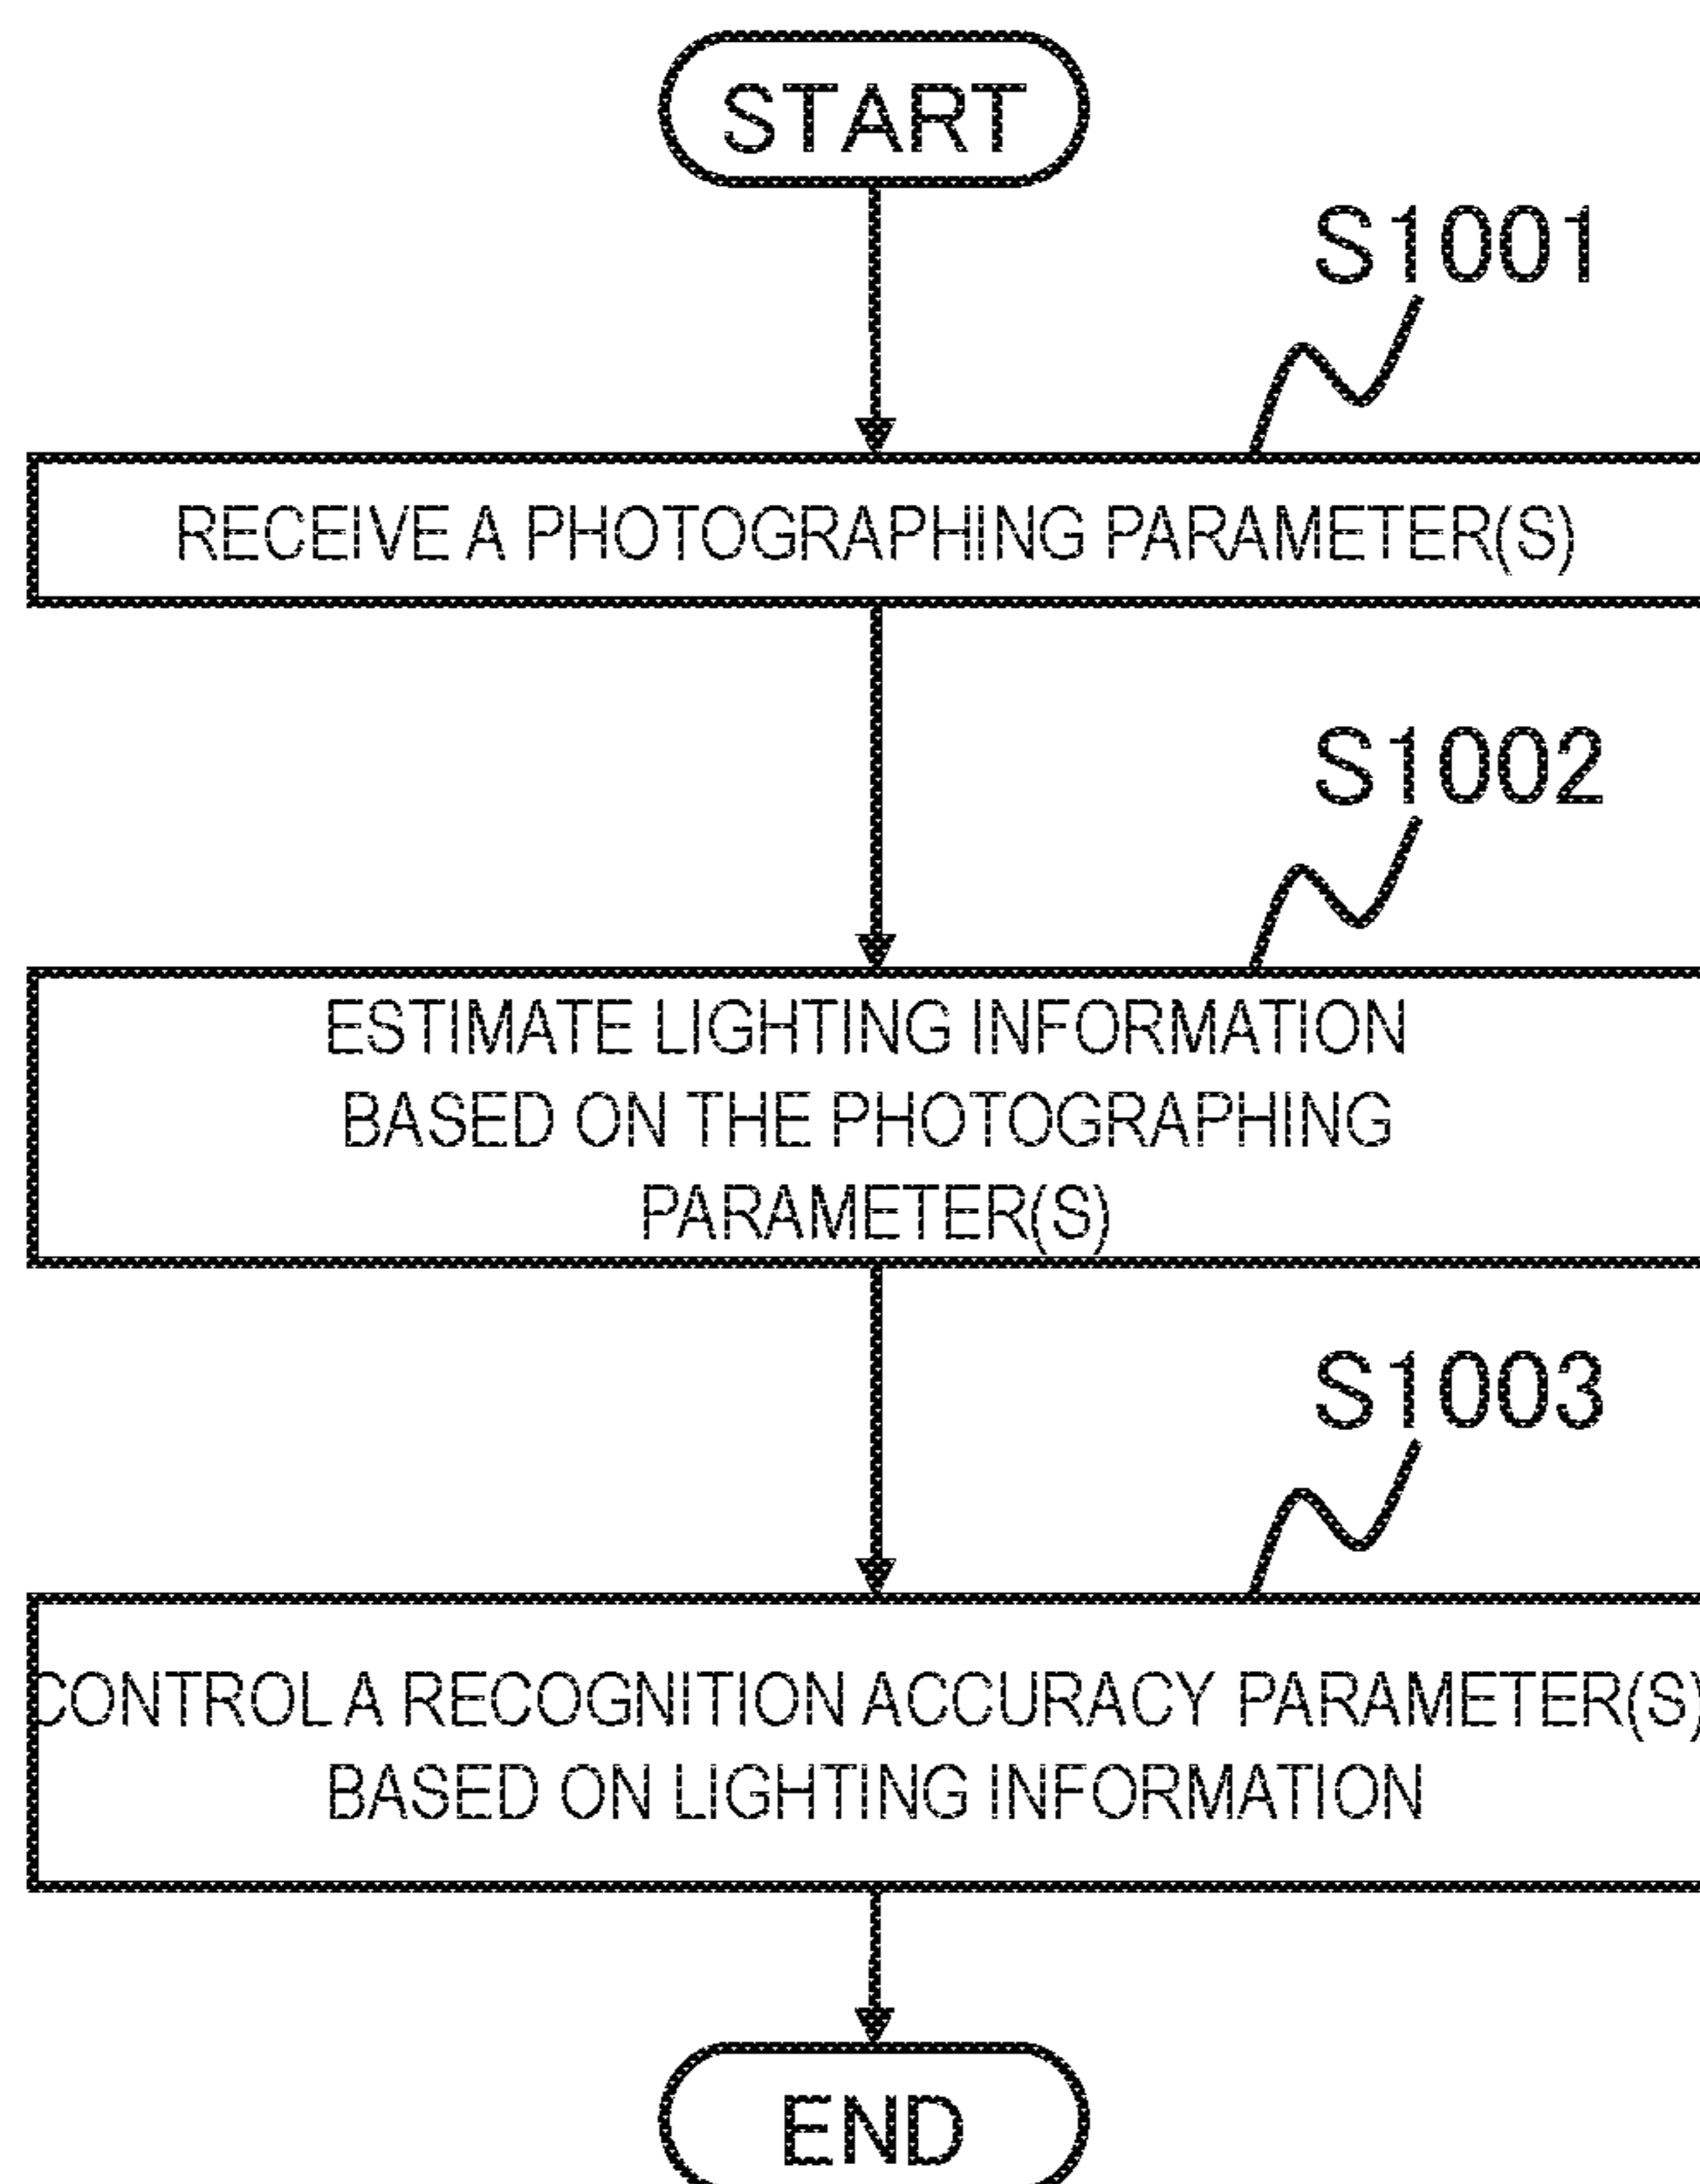 START
S1001
RECEIVE A PHOTOGRAPHING PARAMETER(S)
S1002
ESTIMATE LIGHTING INFORMATION
BASED ON THE PHOTOGRAPHING
PARAMETER(S)
S1003
CONTROL A RECOGNITION ACCURACY PARAMETER(S)
BASED ON LIGHTING INFORMATION
END